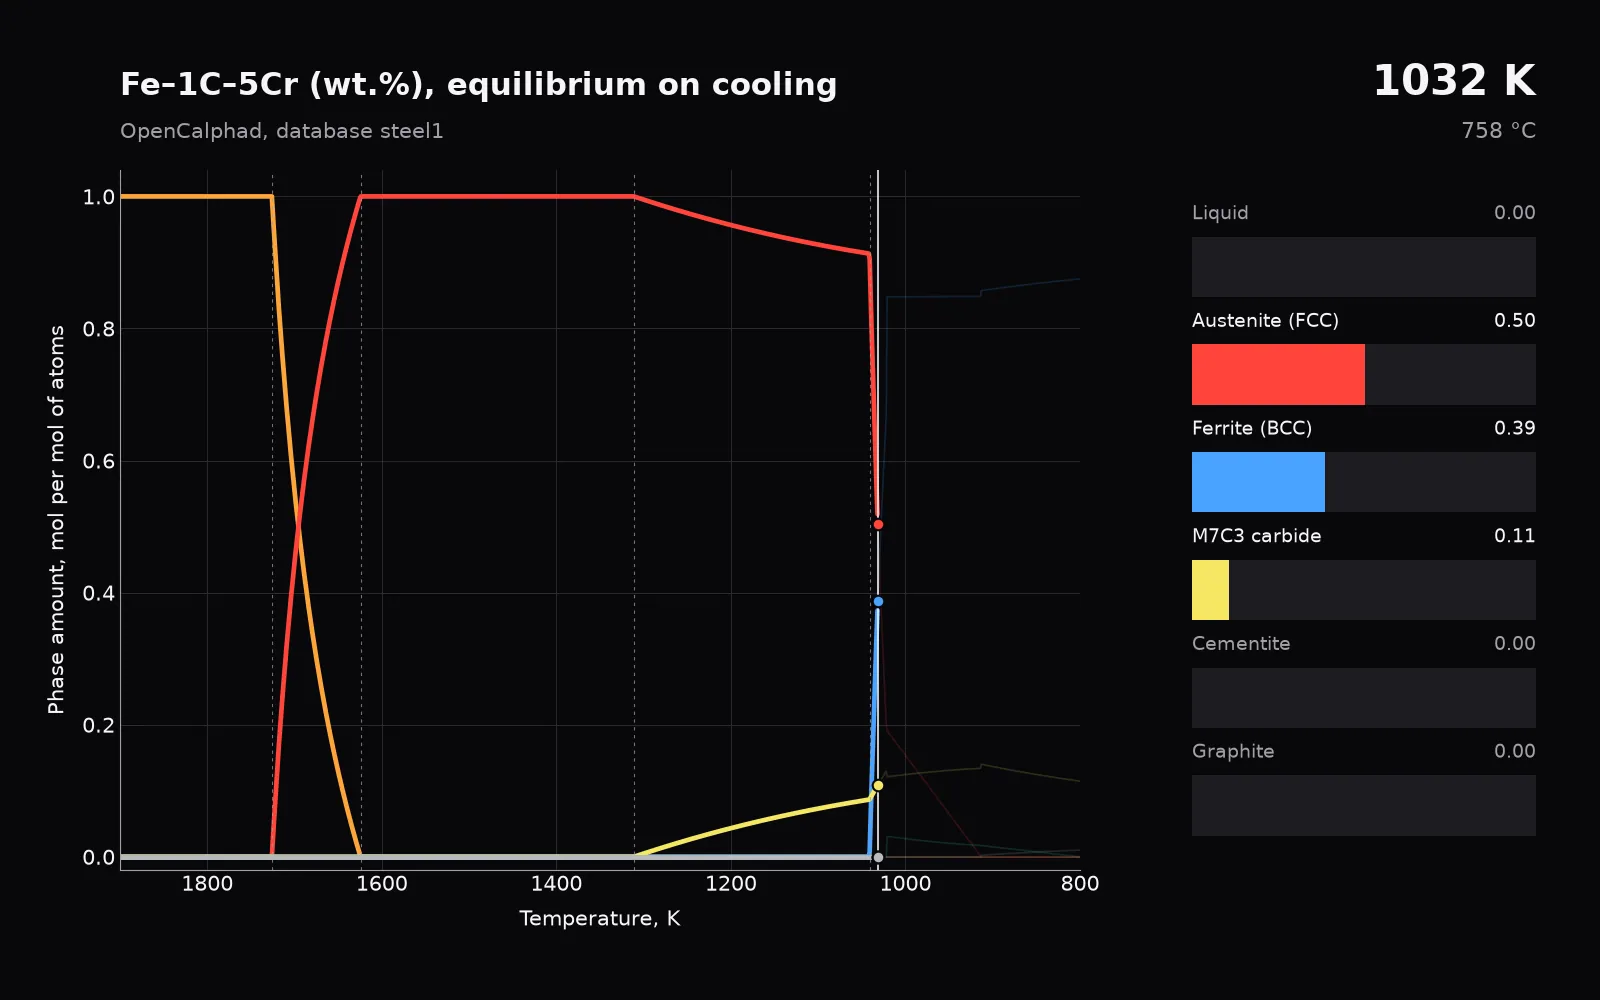 Fe–1C–5Cr (wt.%), equilibrium on cooling
OpenCalphad, database steel1
1032 K
758 °C
Phase amount, mol per mol of atoms
1.0
0.8
0.6
0.4
0.2
0.0
1800
1600
1400
1200
1000
800
Temperature, K
Liquid 0.00
Austenite (FCC) 0.50
Ferrite (BCC) 0.39
M7C3 carbide 0.11
Cementite 0.00
Graphite 0.00